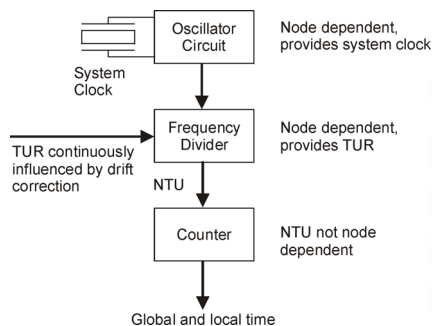 Oscillator
Circuit
Node dependent,
provides system clock
System
Clock
Frequency
Divider
Node dependent,
provides TUR
TUR continuously
influenced by drift
correction
NTU
Counter
NTU not node
dependent
Global and local time